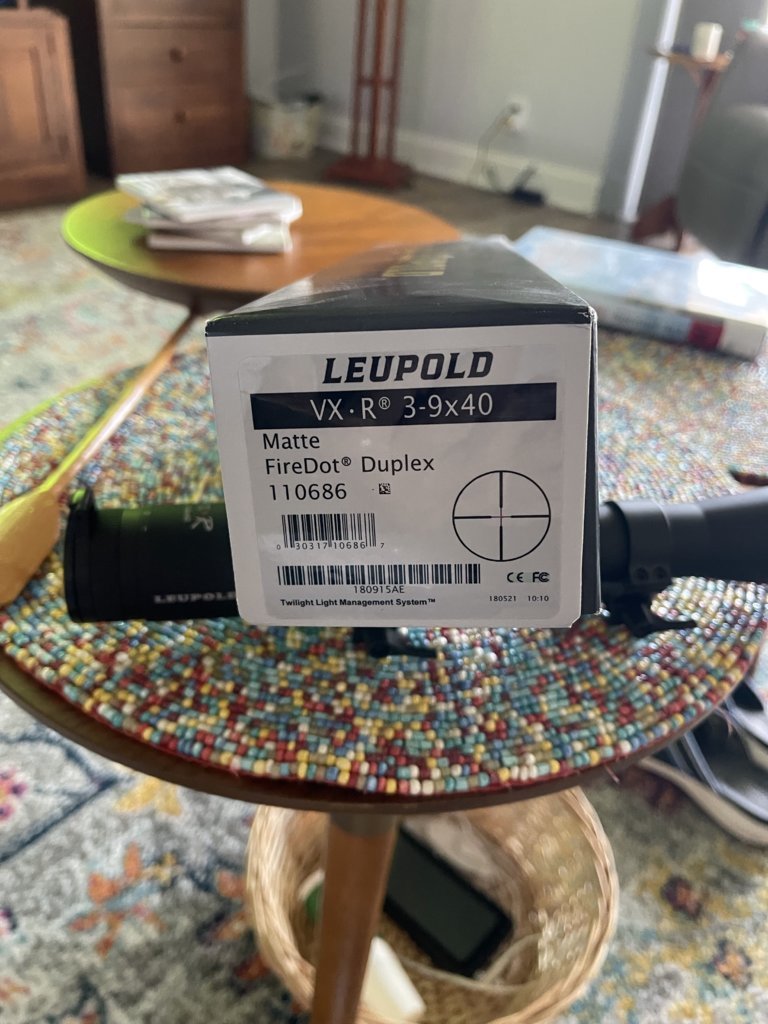 LEUPOLD
VX·R® 3-9x40
Matte
FireDot® Duplex
110686
0 30317 10686 7
180915AE
CE FC
Twilight Light Management System™
180521 10:10
R
LEUPOLD